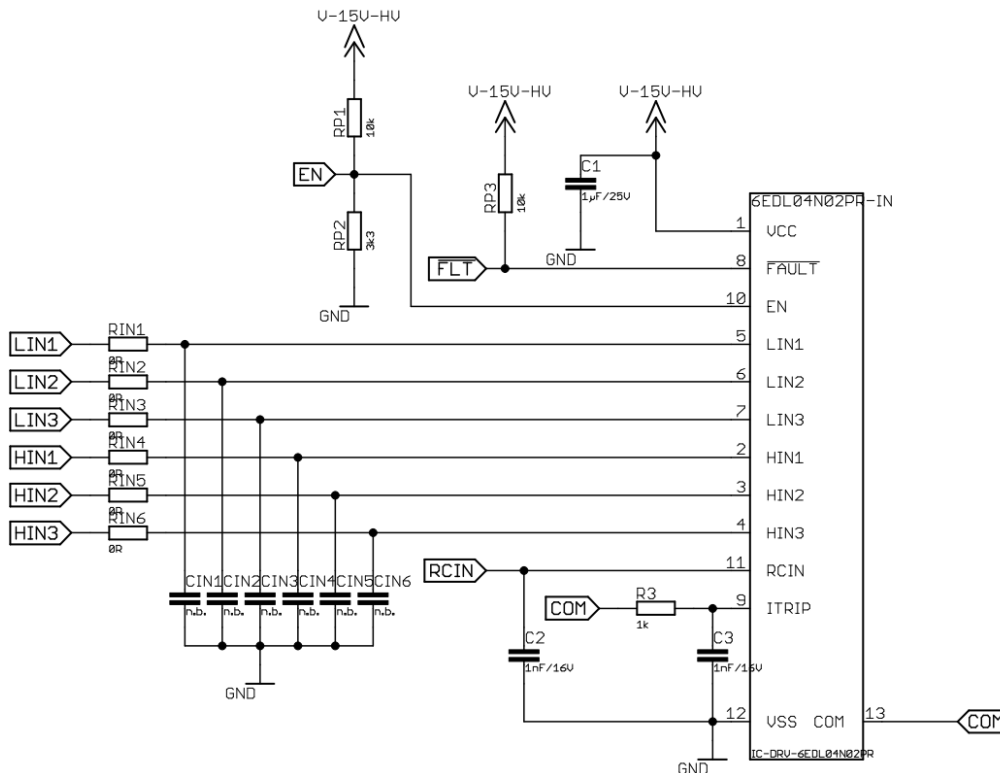 V-15V-HV
RP1
10k
EN
RP2
3k3
GND
V-15V-HV
RP3
10k
FLT
V-15V-HV
C1
1µF/25V
GND
6EDL04N02PR-IN
1 VCC
8 FAULT
10 EN
LIN1 RIN1 0R 5 LIN1
LIN2 RIN2 0R 6 LIN2
LIN3 RIN3 0R 7 LIN3
HIN1 RIN4 0R 2 HIN1
HIN2 RIN5 0R 3 HIN2
HIN3 RIN6 0R 4 HIN3
RCIN 11 RCIN
CIN1 CIN2 CIN3 CIN4 CIN5 CIN6
n.b. n.b. n.b. n.b. n.b. n.b.
GND
COM R3 1k 9 ITRIP
C2
1nF/16V
C3
1nF/16V
12 VSS COM 13 COM
GND
IC-DRV-6EDL04N02PR